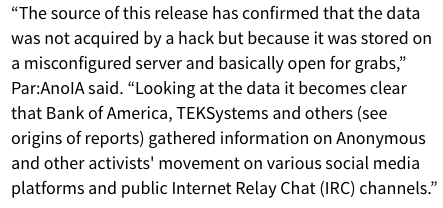 “The source of this release has confirmed that the data
was not acquired by a hack but because it was stored on
a misconfigured server and basically open for grabs,”
Par:AnoIA said. “Looking at the data it becomes clear
that Bank of America, TEKSystems and others (see
origins of reports) gathered information on Anonymous
and other activists' movement on various social media
platforms and public Internet Relay Chat (IRC) channels.”